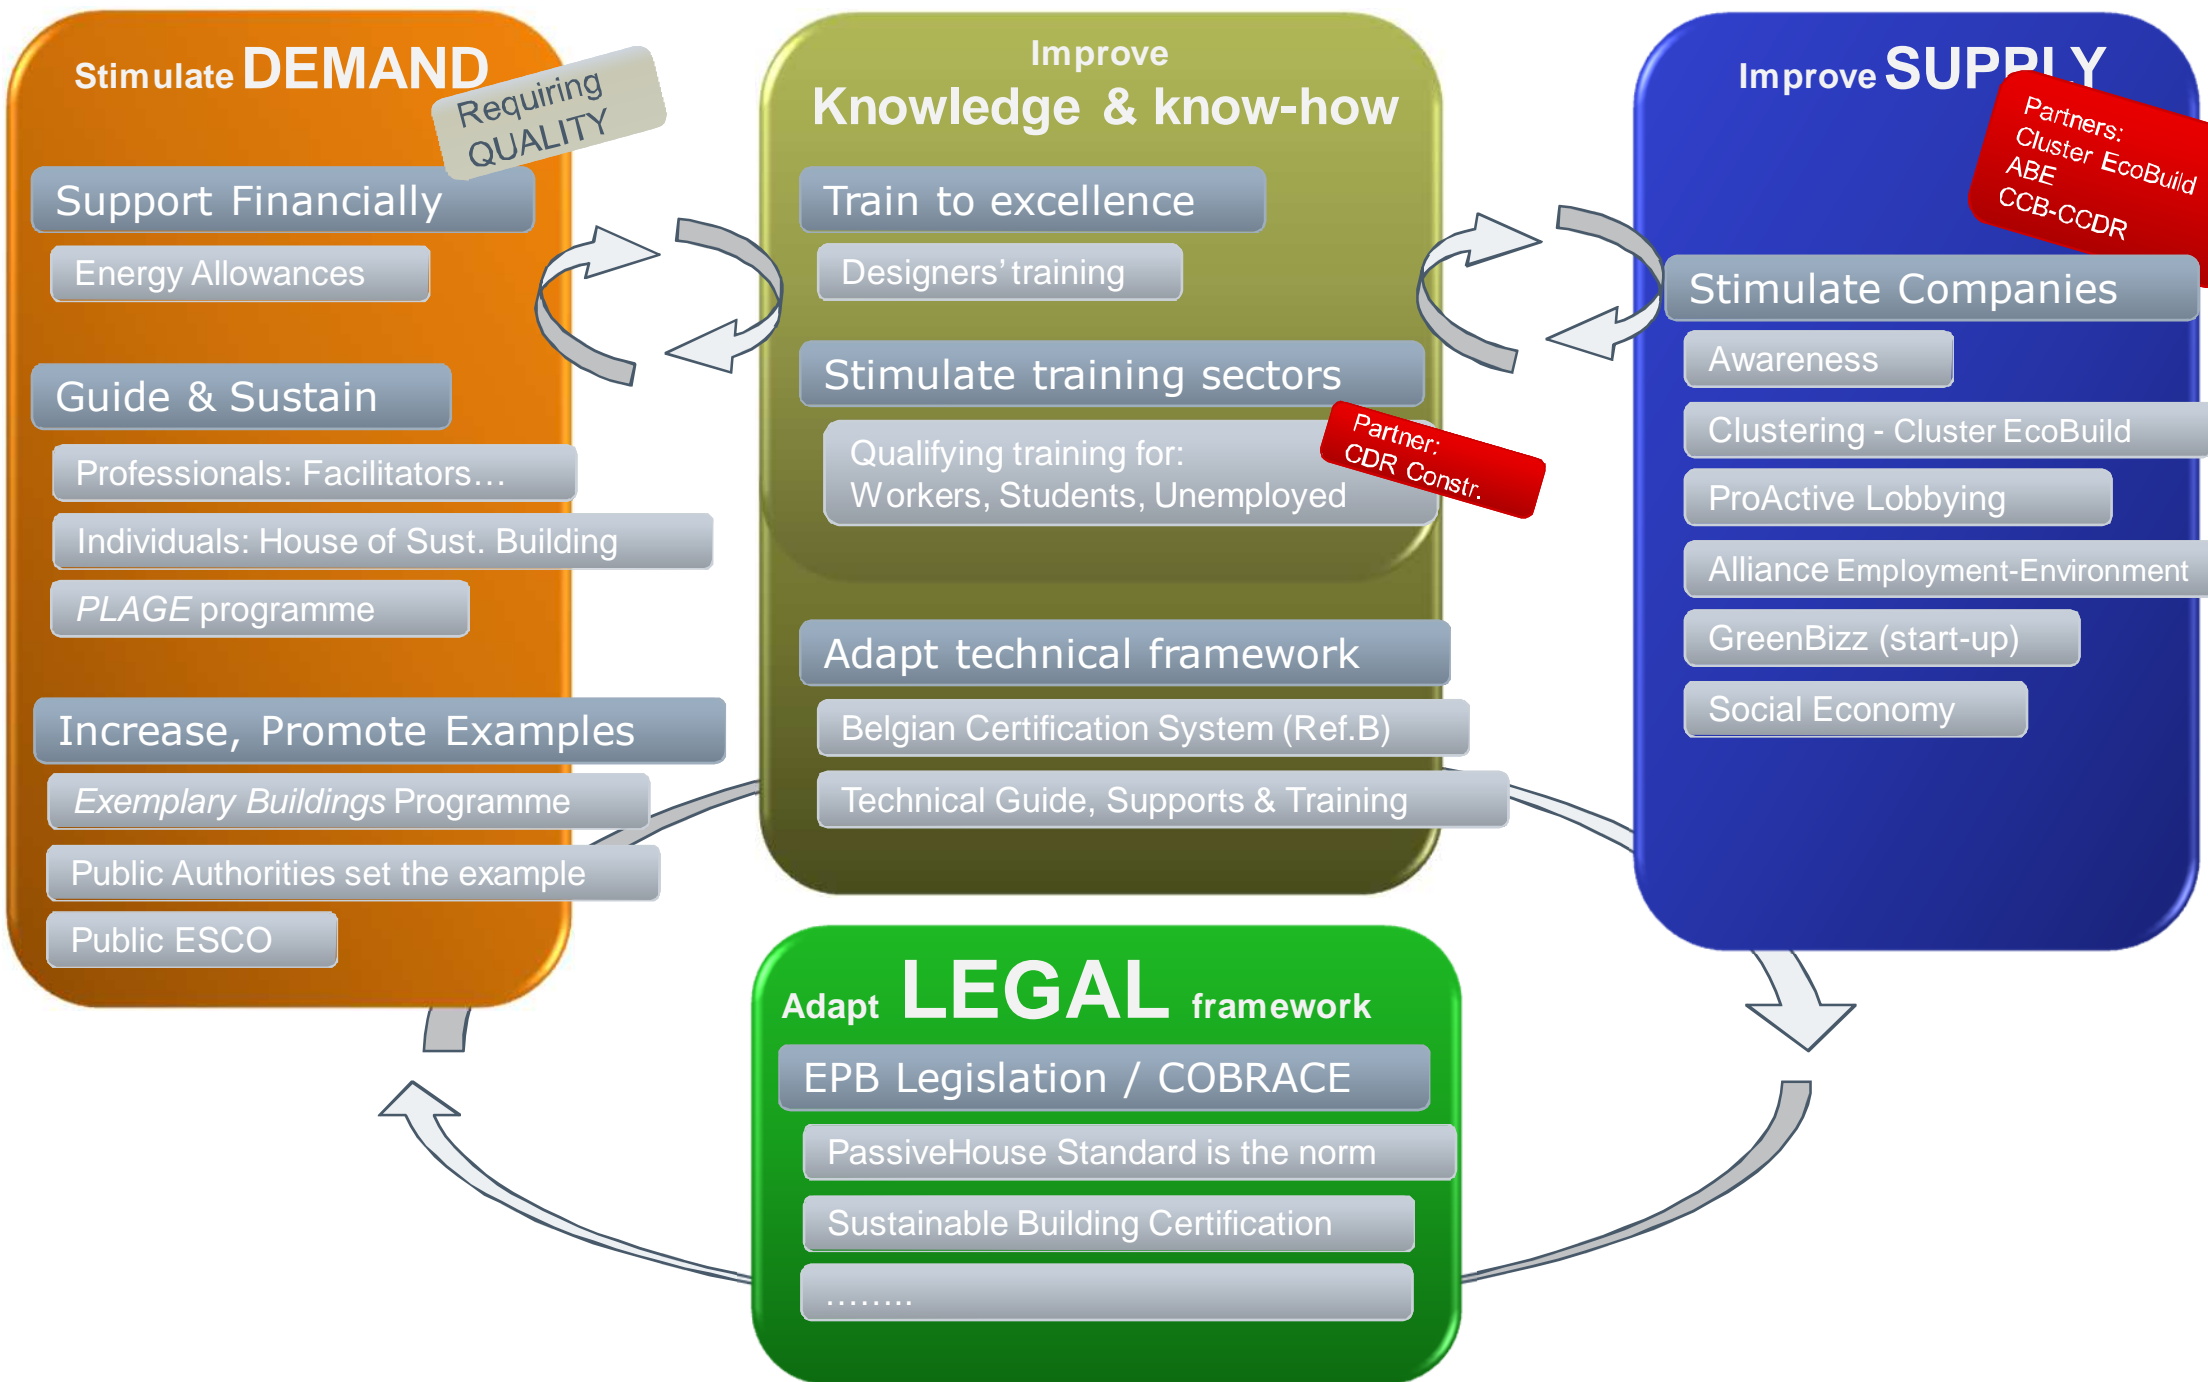 Stimulate DEMAND
Requiring
QUALITY
Support Financially
Energy Allowances
Guide & Sustain
Professionals: Facilitators…
Individuals: House of Sust. Building
PLAGE programme
Increase, Promote Examples
Exemplary Buildings Programme
Public Authorities set the example
Public ESCO
Improve
Knowledge & know-how
Train to excellence
Designers’ training
Stimulate training sectors
Qualifying training for:
Workers, Students, Unemployed
Partner:
CDR Constr.
Adapt technical framework
Belgian Certification System (Ref.B)
Technical Guide, Supports & Training
Improve SUPPLY
Partners:
Cluster EcoBuild
ABE
CCB-CCDR
Stimulate Companies
Awareness
Clustering - Cluster EcoBuild
ProActive Lobbying
Alliance Employment-Environment
GreenBizz (start-up)
Social Economy
Adapt LEGAL framework
EPB Legislation / COBRACE
PassiveHouse Standard is the norm
Sustainable Building Certification
……..